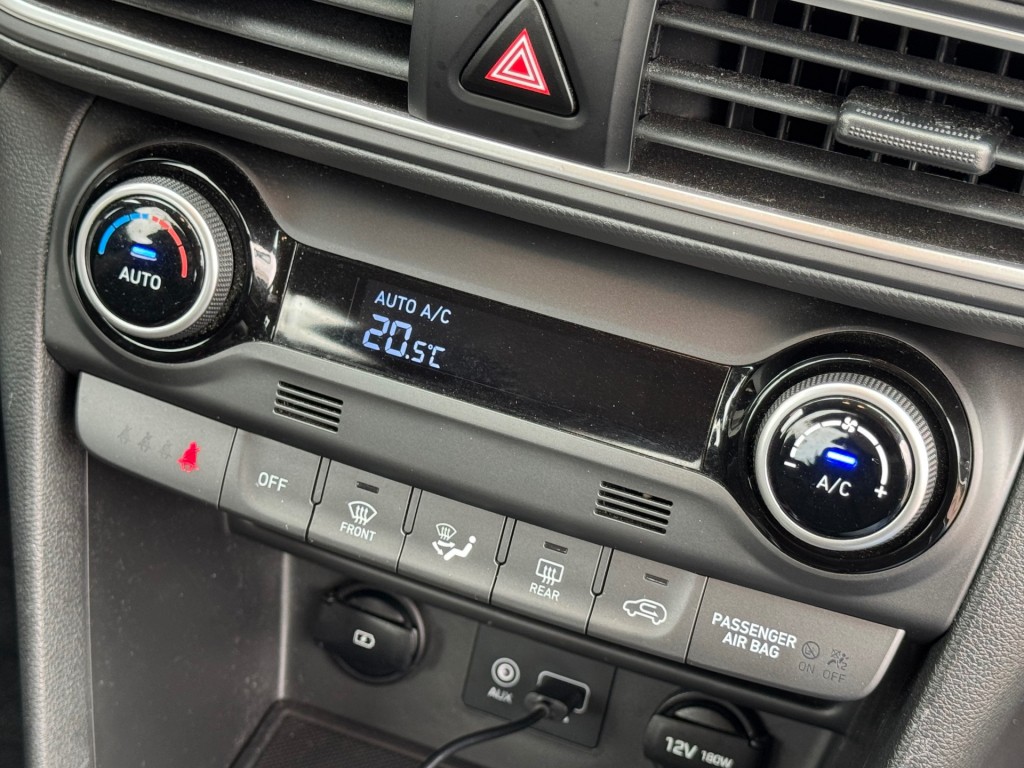 AUTO
AUTO A/C
20.5°C
A/C
- +
OFF
FRONT
REAR
PASSENGER
AIR BAG
ON OFF
AUX
12V 180W